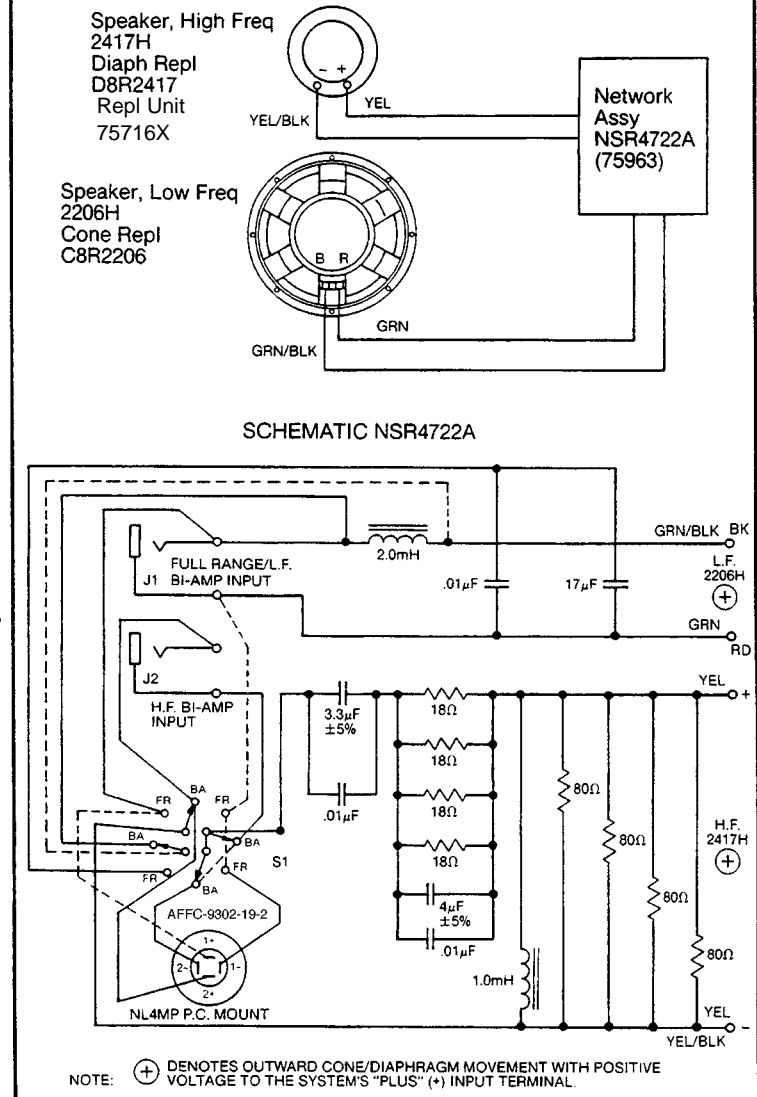 Speaker, High Freq
2417H
Diaph Repl
D8R2417
Repl Unit
75716X
- +
YEL
YEL/BLK
Network
Assy
NSR4722A
(75963)
Speaker, Low Freq
2206H
Cone Repl
C8R2206
B R
GRN
GRN/BLK
SCHEMATIC NSR4722A
GRN/BLK BK
2.0mH
FULL RANGE/L.F.
BI-AMP INPUT
J1
.01µF
17µF
L.F.
2206H
+
GRN
RD
J2
H.F. BI-AMP
INPUT
YEL
+
3.3µF
±5%
.01µF
18Ω
18Ω
18Ω
18Ω
4µF
±5%
.01µF
80Ω
80Ω
80Ω
80Ω
1.0mH
H.F.
2417H
+
FR
BA
FR
BA
BA
FR
BA
FR
S1
AFFC-9302-19-2
1+
2-
1-
2+
NL4MP P.C. MOUNT
YEL
-
YEL/BLK
NOTE: + DENOTES OUTWARD CONE/DIAPHRAGM MOVEMENT WITH POSITIVE
VOLTAGE TO THE SYSTEM'S "PLUS" (+) INPUT TERMINAL.